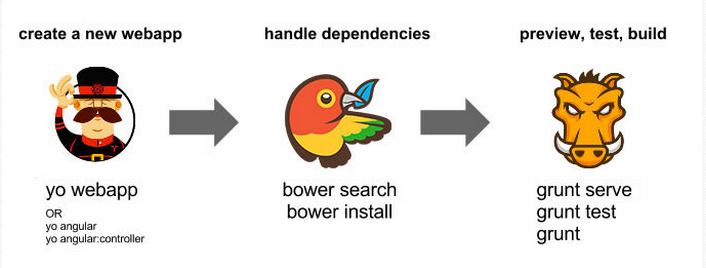 create a new webapp
handle dependencies
preview, test, build
yo webapp
OR
yo angular
yo angular:controller
bower search
bower install
grunt serve
grunt test
grunt